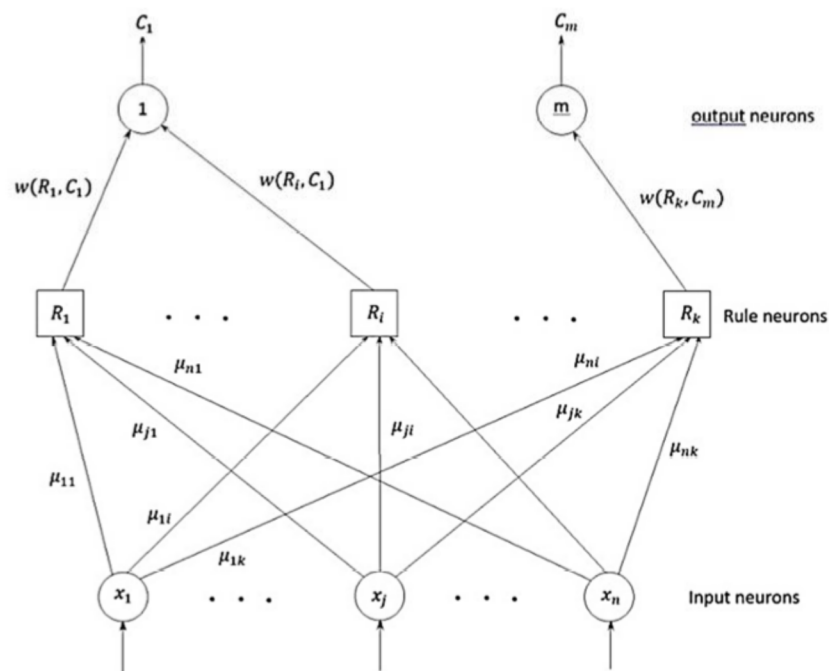 C₁ Cₘ
1 m output neurons
w(R₁, C₁) w(Rᵢ, C₁) w(Rₖ, Cₘ)
R₁ . . . Rᵢ . . . Rₖ Rule neurons
μₙ₁ μₙᵢ
μⱼ₁ μⱼᵢ μⱼₖ
μₙₖ
μ₁₁
μ₁ᵢ
μ₁ₖ
x₁ . . . xⱼ . . . xₙ Input neurons